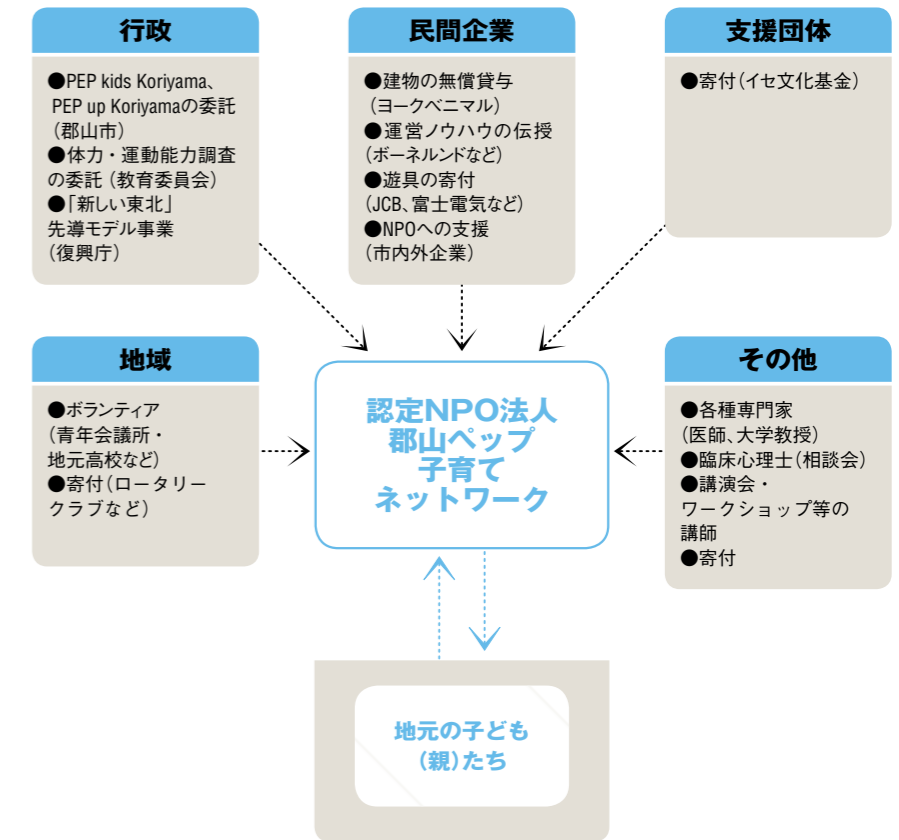 行政
●PEP kids Koriyama、
PEP up Koriyamaの委託
(郡山市)
●体力・運動能力調査
の委託(教育委員会)
●「新しい東北」
先導モデル事業
(復興庁)
民間企業
●建物の無償貸与
(ヨークベニマル)
●運営ノウハウの伝授
(ボーネルンドなど)
●遊具の寄付
(JCB、富士電気など)
●NPOへの支援
(市内外企業)
支援団体
●寄付(イセ文化基金)
地域
●ボランティア
(青年会議所・
地元高校など)
●寄付(ロータリー
クラブなど)
認定NPO法人
郡山ペップ
子育て
ネットワーク
その他
●各種専門家
(医師、大学教授)
●臨床心理士(相談会)
●講演会・
ワークショップ等の
講師
●寄付
地元の子ども
(親)たち